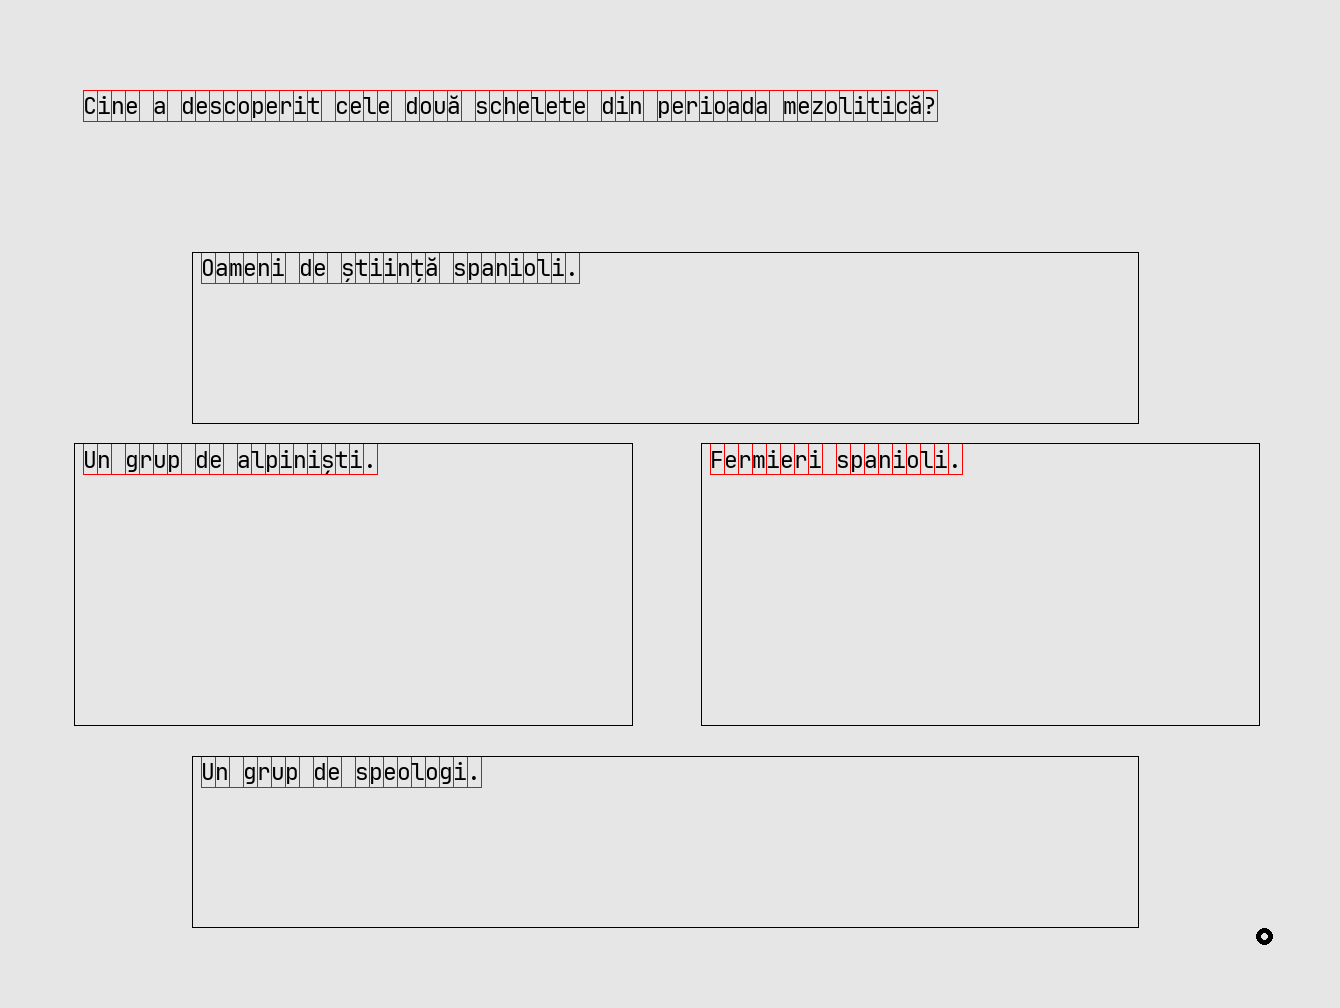 Cine a descoperit cele două schelete din perioada mezolitică?
Oameni de știință spanioli.
Un grup de alpiniști.
Fermieri spanioli.
Un grup de speologi.